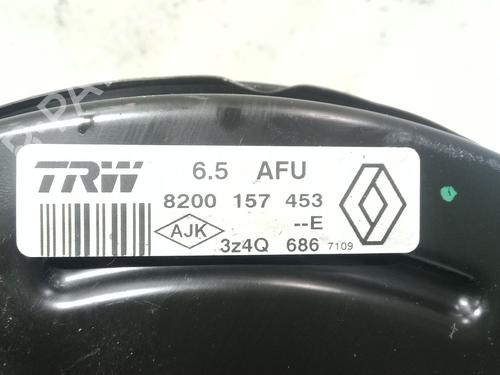 TRW
6.5 AFU
8200 157 453
--E
AJK
3z4Q 686 7109